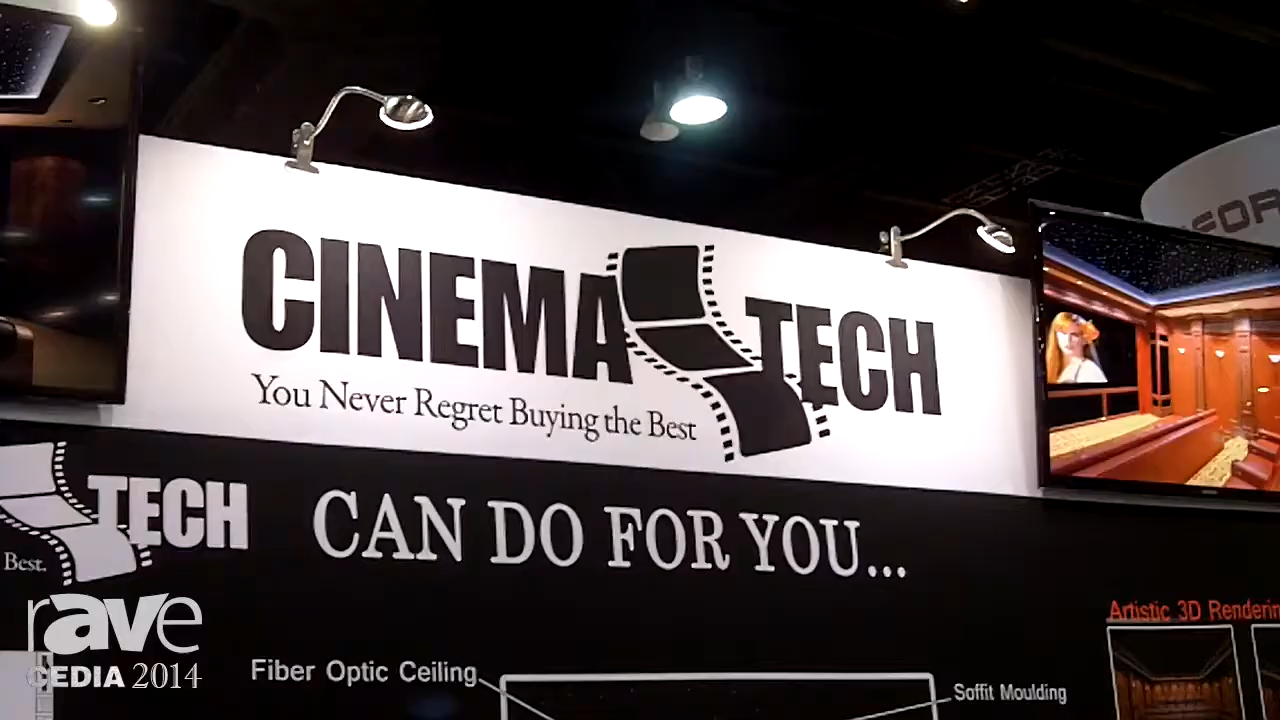 CINEMA TECH
You Never Regret Buying the Best
TECH
Best.
CAN DO FOR YOU...
rave
CEDIA 2014
Fiber Optic Ceiling
Soffit Moulding
Artistic 3D